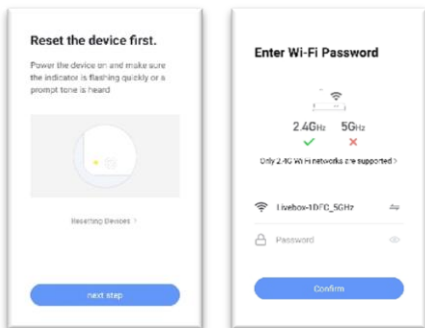 Reset the device first.
Power the device on and make sure
the indicator is flashing quickly or a
prompt tone is heard
Resetting Devices >
next step
Enter Wi-Fi Password
2.4GHz 5GHz
Only 2.4G Wi-Fi networks are supported >
Livebox-1DFC_5GHz
Password
Confirm